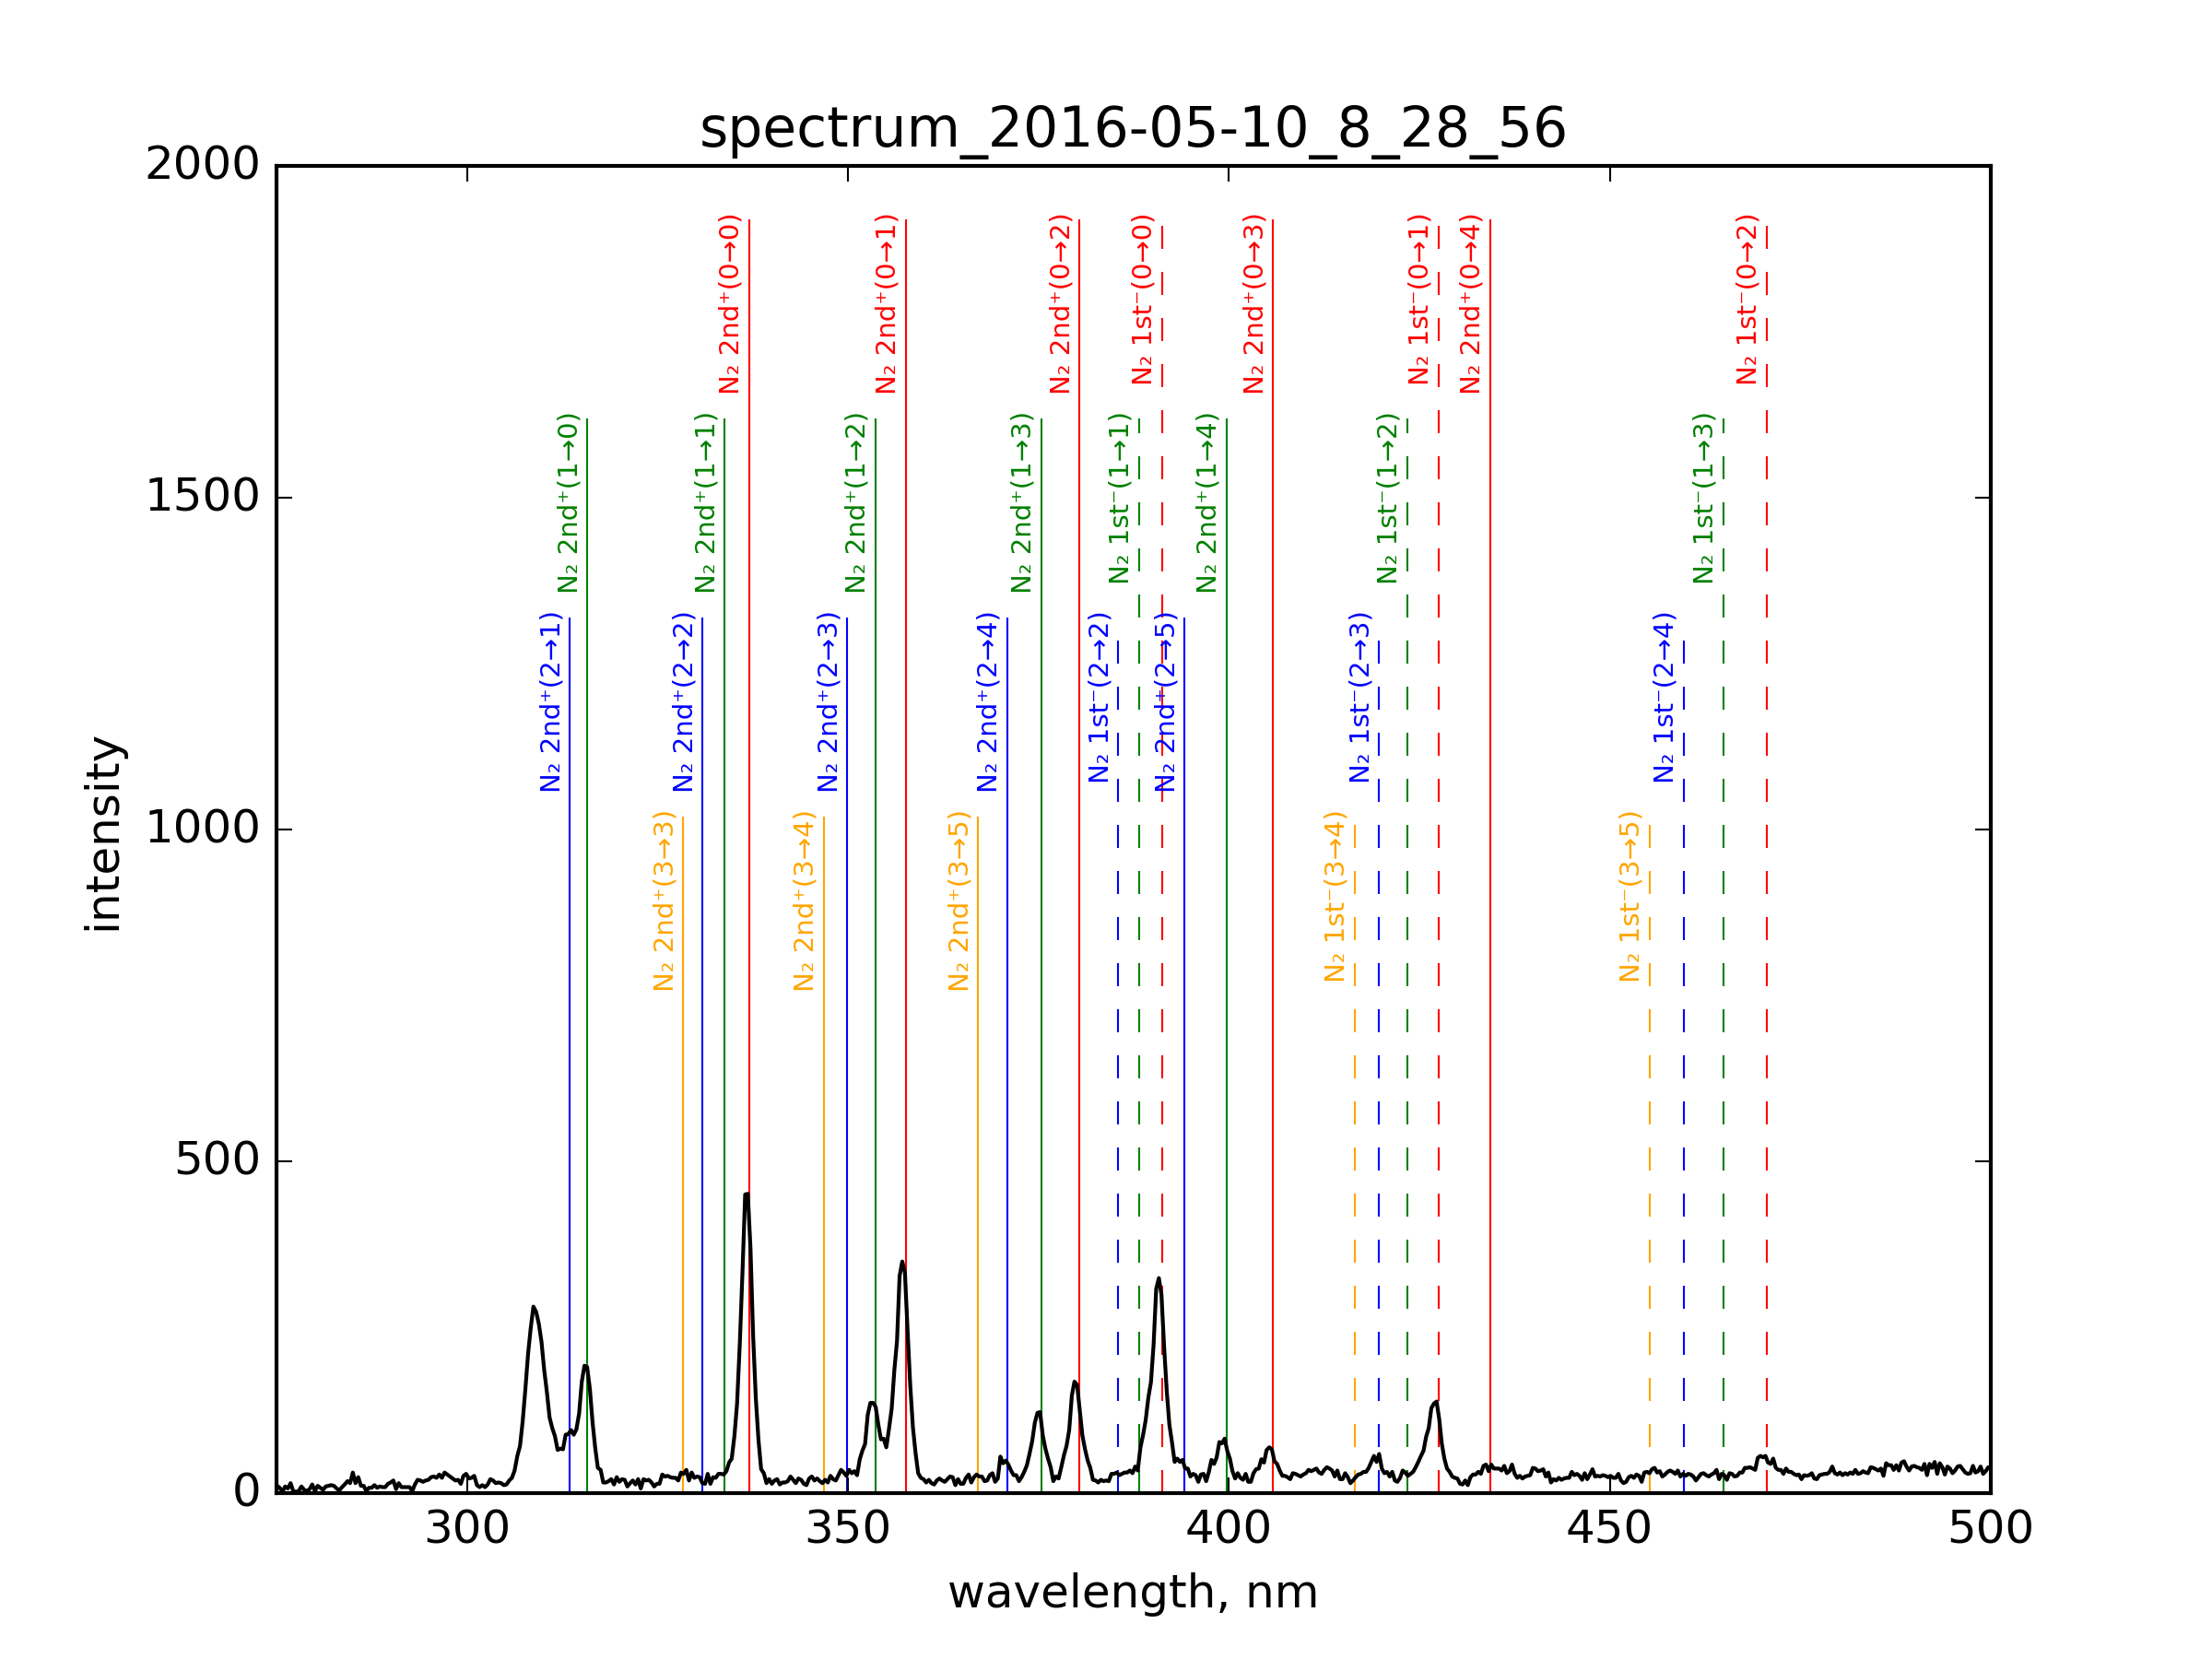 spectrum_2016-05-10_8_28_56
2000
1500
1000
500
0
intensity
N₂ 2nd⁺(0→0)
N₂ 2nd⁺(0→1)
N₂ 2nd⁺(0→2)
N₂ 1st⁻(0→0)
N₂ 2nd⁺(0→3)
N₂ 1st⁻(0→1)
N₂ 2nd⁺(0→4)
N₂ 1st⁻(0→2)
N₂ 2nd⁺(1→0)
N₂ 2nd⁺(1→1)
N₂ 2nd⁺(1→2)
N₂ 2nd⁺(1→3)
N₂ 1st⁻(1→1)
N₂ 2nd⁺(1→4)
N₂ 1st⁻(1→2)
N₂ 1st⁻(1→3)
N₂ 2nd⁺(2→1)
N₂ 2nd⁺(2→2)
N₂ 2nd⁺(2→3)
N₂ 2nd⁺(2→4)
N₂ 1st⁻(2→2)
N₂ 2nd⁺(2→5)
N₂ 1st⁻(2→3)
N₂ 1st⁻(2→4)
N₂ 2nd⁺(3→3)
N₂ 2nd⁺(3→4)
N₂ 2nd⁺(3→5)
N₂ 1st⁻(3→4)
N₂ 1st⁻(3→5)
300
350
400
450
500
wavelength, nm